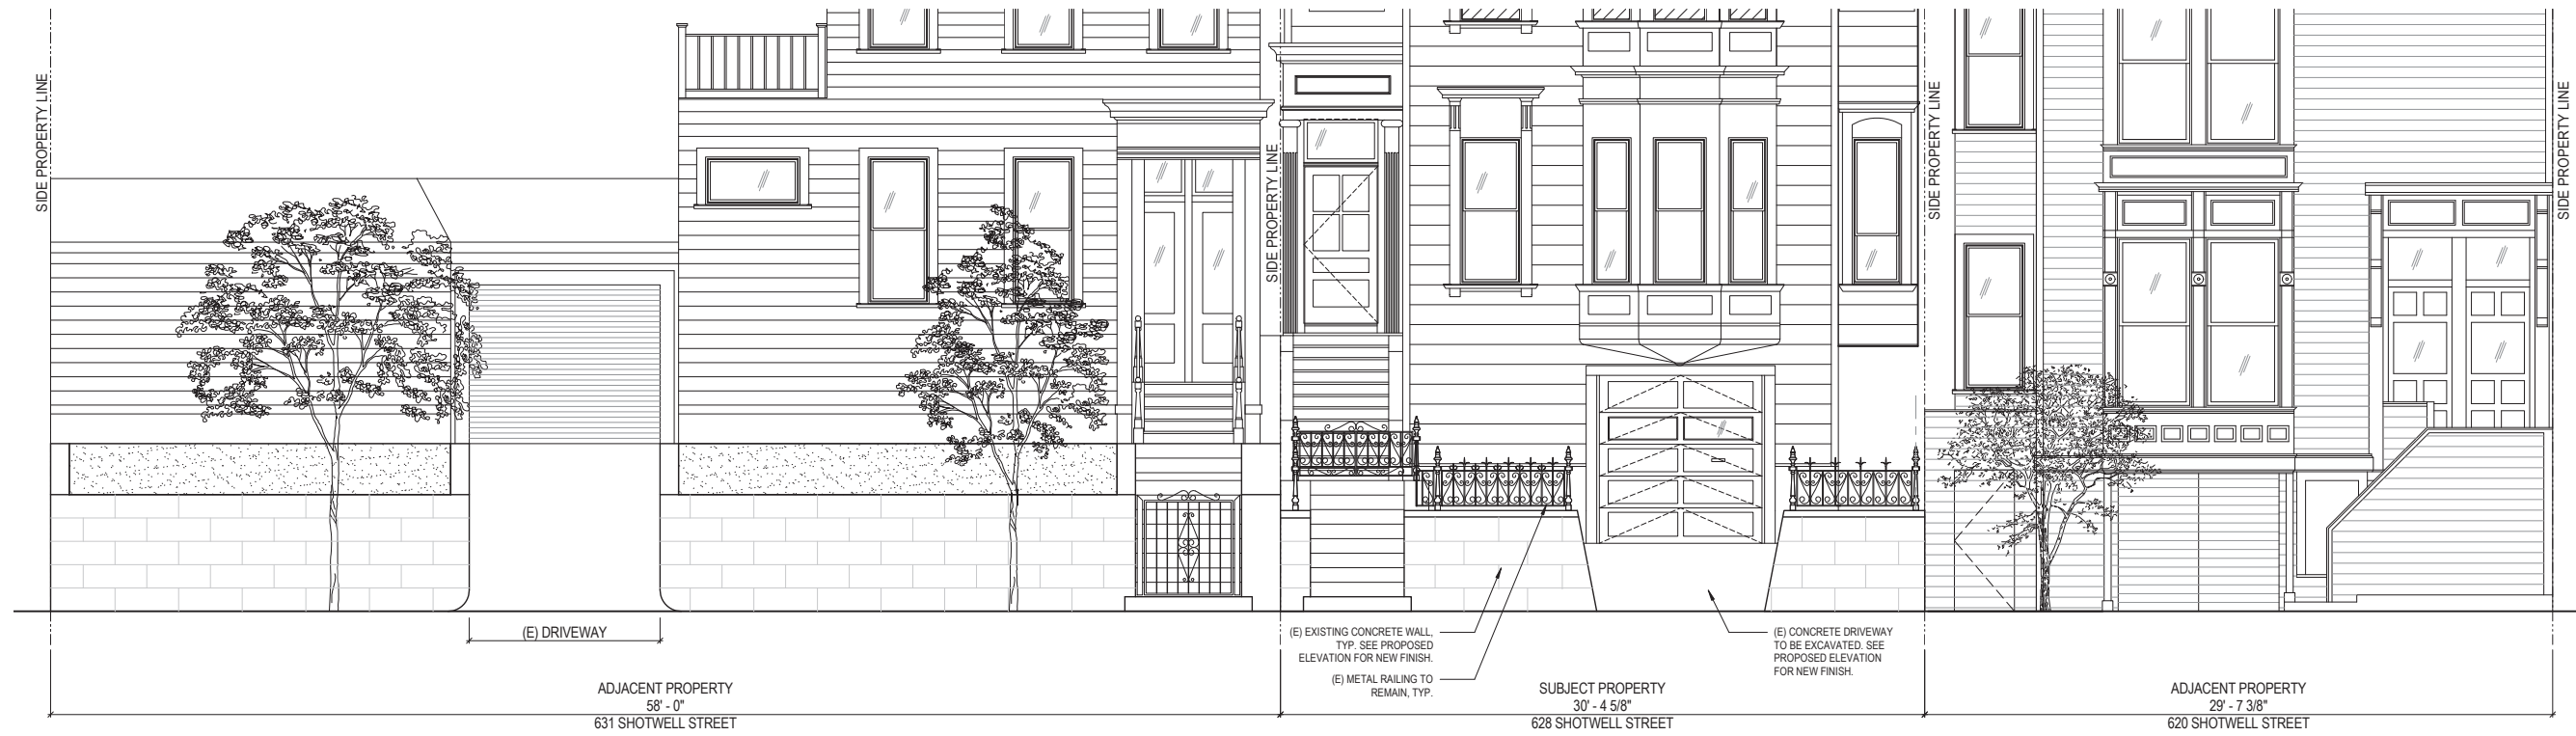 SIDE PROPERTY LINE
SIDE PROPERTY LINE
SIDE PROPERTY LINE
SIDE PROPERTY LINE
(E) DRIVEWAY
(E) EXISTING CONCRETE WALL,
TYP. SEE PROPOSED
ELEVATION FOR NEW FINISH.
(E) METAL RAILING TO
REMAIN, TYP.
(E) CONCRETE DRIVEWAY
TO BE EXCAVATED. SEE
PROPOSED ELEVATION
FOR NEW FINISH.
ADJACENT PROPERTY
58' - 0"
631 SHOTWELL STREET
SUBJECT PROPERTY
30' - 4 5/8"
628 SHOTWELL STREET
ADJACENT PROPERTY
29' - 7 3/8"
620 SHOTWELL STREET